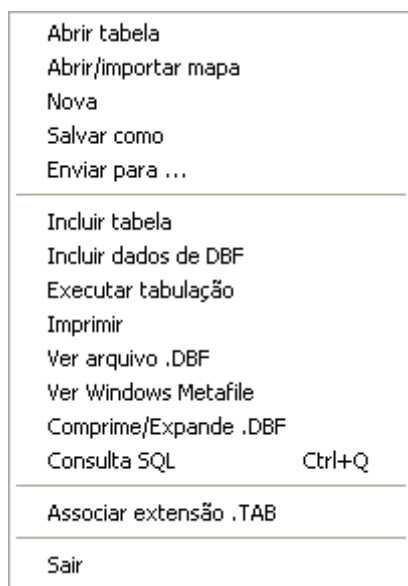 Abrir tabela
Abrir/importar mapa
Nova
Salvar como
Enviar para ...
Incluir tabela
Incluir dados de DBF
Executar tabulação
Imprimir
Ver arquivo .DBF
Ver Windows Metafile
Comprime/Expande .DBF
Consulta SQL Ctrl+Q
Associar extensão .TAB
Sair